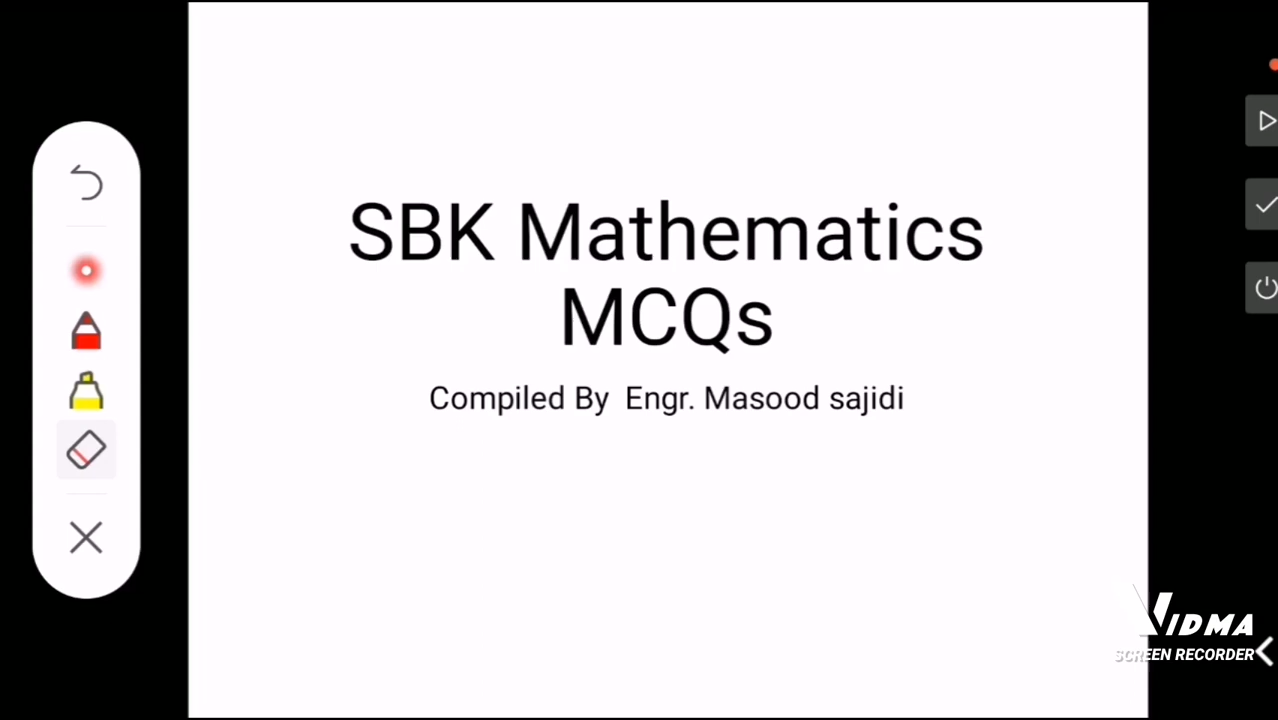 SBK Mathematics
MCQs
Compiled By Engr. Masood sajidi
VIDMA
SCREEN RECORDER